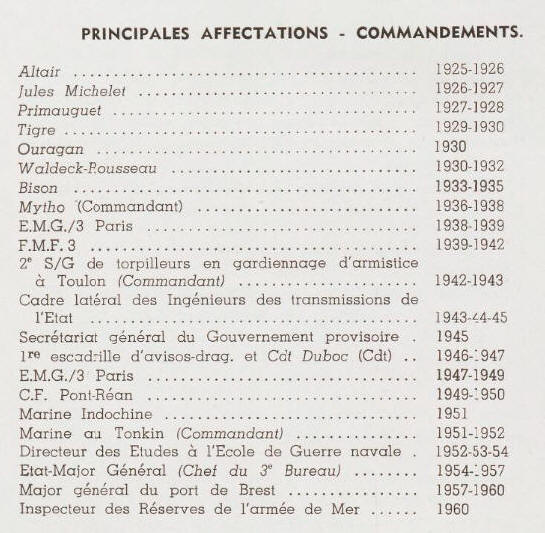 PRINCIPALES AFFECTATIONS - COMMANDEMENTS.
Altair ........................................ 1925-1926
Jules Michelet ................................ 1926-1927
Primauguet .................................... 1927-1928
Tigre ......................................... 1929-1930
Ouragan ....................................... 1930
Waldeck-Rousseau .............................. 1930-1932
Bison ......................................... 1933-1935
Mytho (Commandant) ............................ 1936-1938
E.M.G./3 Paris ................................ 1938-1939
F.M.F. 3 ...................................... 1939-1942
2e S/G de torpilleurs en gardiennage d'armistice
à Toulon (Commandant) ......................... 1942-1943
Cadre latéral des Ingénieurs des transmissions de
l'Etat ........................................ 1943-44-45
Secrétariat général du Gouvernement provisoire . 1945
1re escadrille d'avisos-drag. et Cdt Duboc (Cdt) .. 1946-1947
E.M.G./3 Paris ................................ 1947-1949
C.F. Pont-Réan ................................ 1949-1950
Marine Indochine .............................. 1951
Marine au Tonkin (Commandant) ................. 1951-1952
Directeur des Etudes à l'Ecole de Guerre navale . 1952-53-54
Etat-Major Général (Chef du 3e Bureau) ........ 1954-1957
Major général du port de Brest ................ 1957-1960
Inspecteur des Réserves de l'armée de Mer ...... 1960